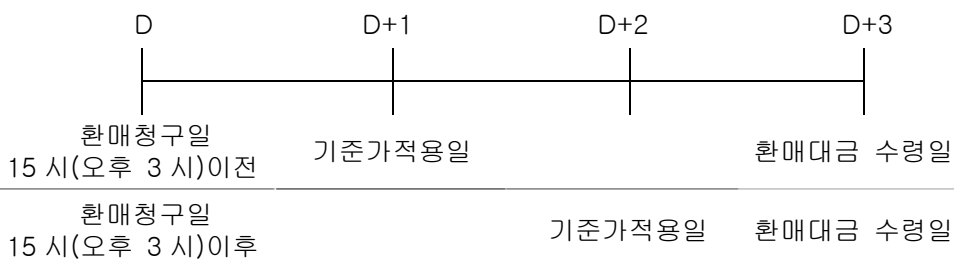 D D+1 D+2 D+3
환매청구일
15 시(오후 3 시)이전
기준가적용일
환매대금 수령일
환매청구일
15 시(오후 3 시)이후
기준가적용일
환매대금 수령일